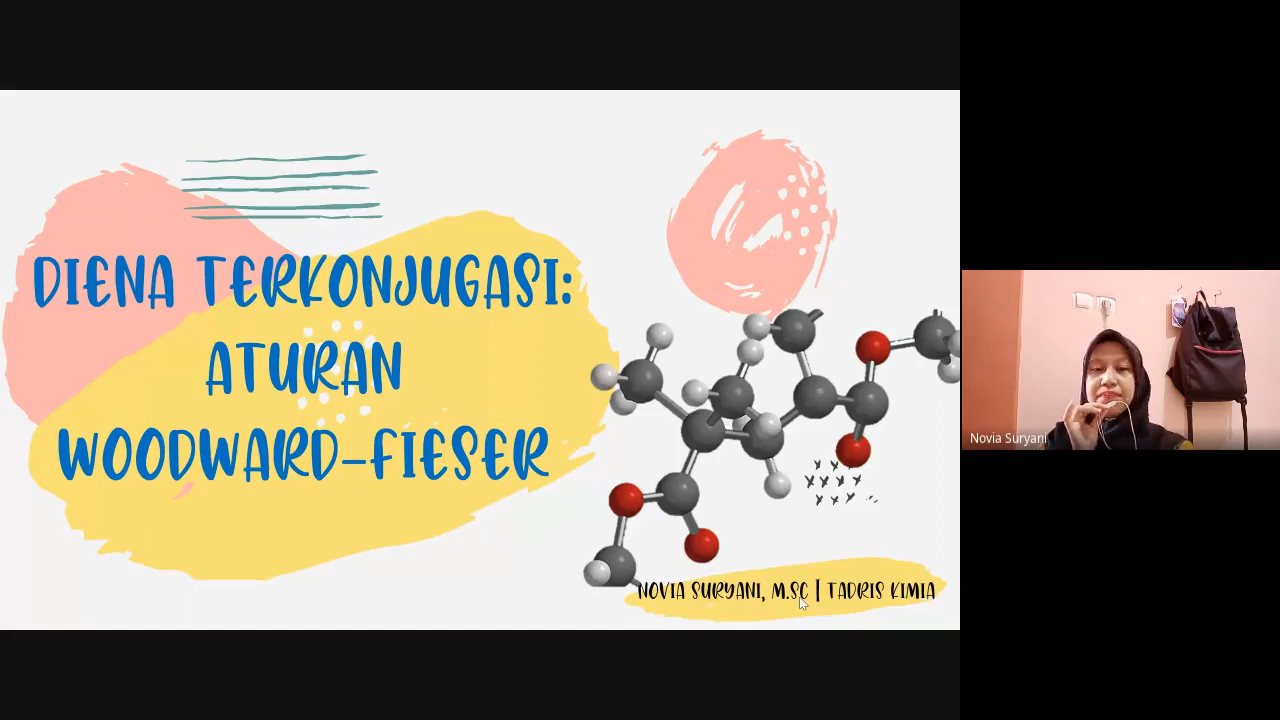 DIENA TERKONJUGASI:
ATURAN
WOODWARD-FIESER
NOVIA SURYANI, M.SC | TADRIS KIMIA
Novia Suryani